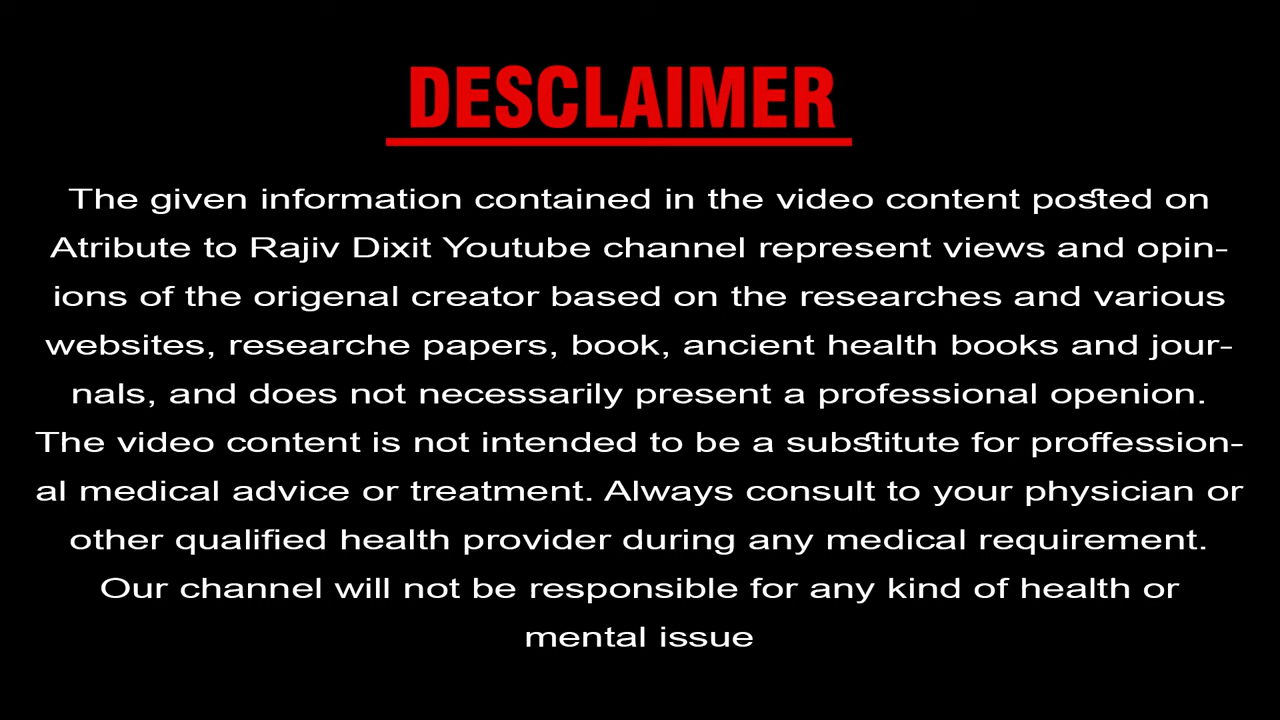 DESCLAIMER
The given information contained in the video content posted on
Atribute to Rajiv Dixit Youtube channel represent views and opin-
ions of the origenal creator based on the researches and various
websites, researche papers, book, ancient health books and jour-
nals, and does not necessarily present a professional openion.
The video content is not intended to be a substitute for proffession-
al medical advice or treatment. Always consult to your physician or
other qualified health provider during any medical requirement.
Our channel will not be responsible for any kind of health or
mental issue